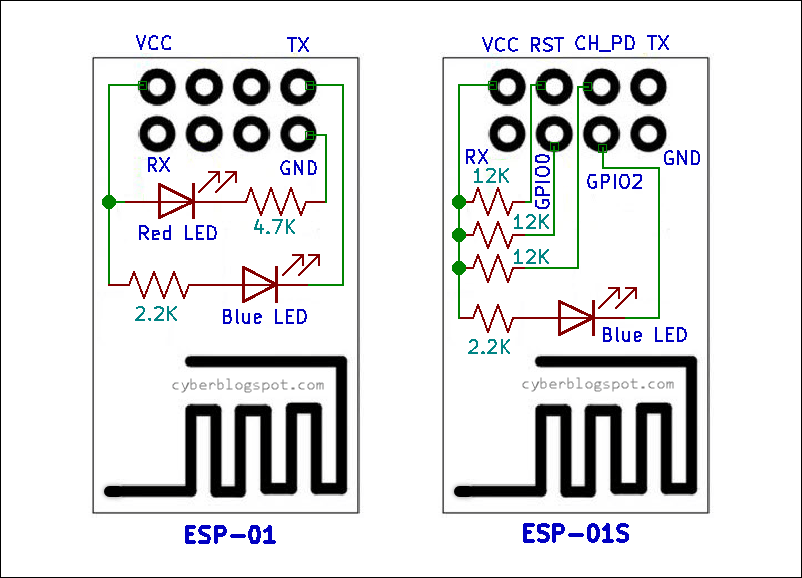 VCC TX
RX
GND
Red LED
4.7K
2.2K
Blue LED
cyberblogspot.com
ESP-01
VCC RST CH_PD TX
RX
GND
GPIO0
GPIO2
12K
12K
12K
2.2K
Blue LED
cyberblogspot.com
ESP-01S